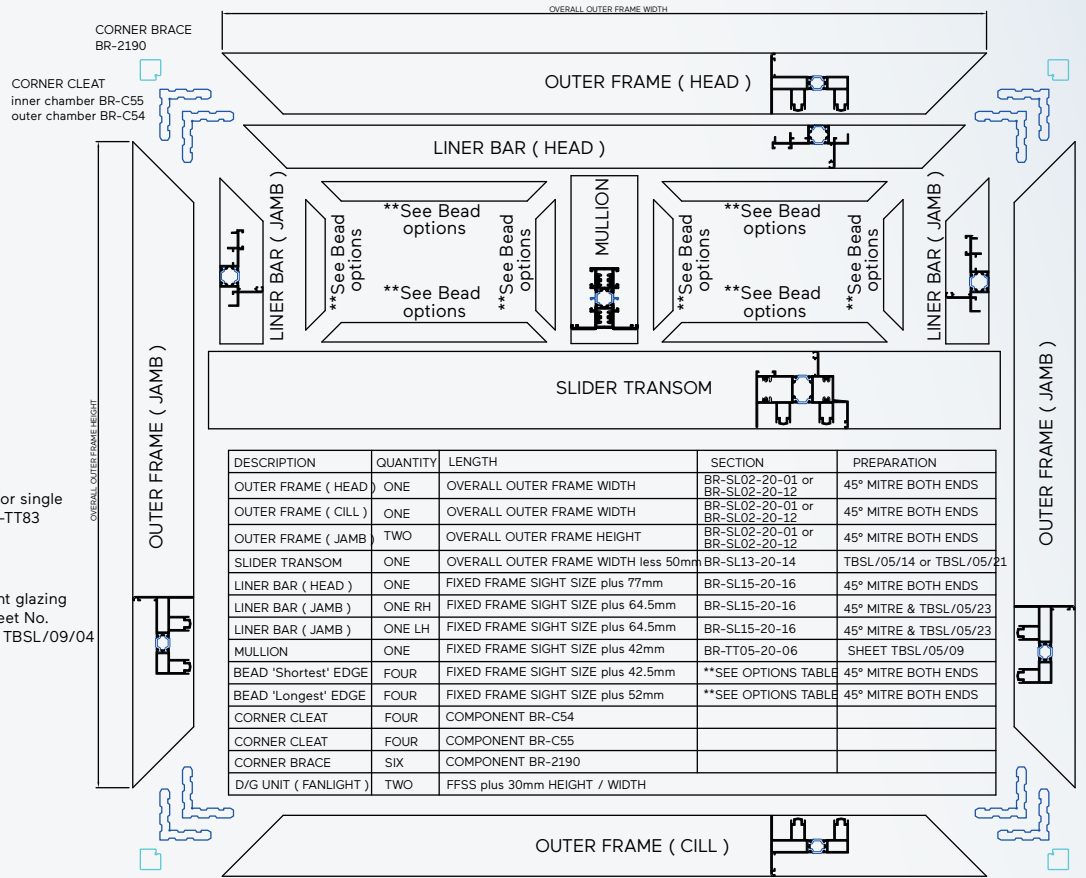 OVERALL OUTER FRAME WIDTH
CORNER BRACE
BR-2190
OUTER FRAME ( HEAD )
CORNER CLEAT
inner chamber BR-C55
outer chamber BR-C54
LINER BAR ( HEAD )
LINER BAR ( JAMB )
**See Bead
options
**See Bead
options
**See Bead
options
**See Bead
options
MULLION
**See Bead
options
**See Bead
options
**See Bead
options
**See Bead
options
LINER BAR ( JAMB )
OVERALL OUTER FRAME HEIGHT
OUTER FRAME ( JAMB )
SLIDER TRANSOM
OUTER FRAME ( JAMB )
or single
-TT83
nt glazing
eet No.
TBSL/09/04
DESCRIPTION QUANTITY LENGTH SECTION PREPARATION
OUTER FRAME ( HEAD ) ONE OVERALL OUTER FRAME WIDTH BR-SL02-20-01 or 45° MITRE BOTH ENDS
BR-SL02-20-12
OUTER FRAME ( CILL ) ONE OVERALL OUTER FRAME WIDTH BR-SL02-20-01 or 45° MITRE BOTH ENDS
BR-SL02-20-12
OUTER FRAME ( JAMB ) TWO OVERALL OUTER FRAME HEIGHT BR-SL02-20-01 or 45° MITRE BOTH ENDS
BR-SL02-20-12
SLIDER TRANSOM ONE OVERALL OUTER FRAME WIDTH less 50mm BR-SL13-20-14 TBSL/05/14 or TBSL/05/21
LINER BAR ( HEAD ) ONE FIXED FRAME SIGHT SIZE plus 77mm BR-SL15-20-16 45° MITRE BOTH ENDS
LINER BAR ( JAMB ) ONE RH FIXED FRAME SIGHT SIZE plus 64.5mm BR-SL15-20-16 45° MITRE & TBSL/05/23
LINER BAR ( JAMB ) ONE LH FIXED FRAME SIGHT SIZE plus 64.5mm BR-SL15-20-16 45° MITRE & TBSL/05/23
MULLION ONE FIXED FRAME SIGHT SIZE plus 42mm BR-TT05-20-06 SHEET TBSL/05/09
BEAD 'Shortest' EDGE FOUR FIXED FRAME SIGHT SIZE plus 42.5mm **SEE OPTIONS TABLE 45° MITRE BOTH ENDS
BEAD 'Longest' EDGE FOUR FIXED FRAME SIGHT SIZE plus 52mm **SEE OPTIONS TABLE 45° MITRE BOTH ENDS
CORNER CLEAT FOUR COMPONENT BR-C54
CORNER CLEAT FOUR COMPONENT BR-C55
CORNER BRACE SIX COMPONENT BR-2190
D/G UNIT ( FANLIGHT ) TWO FFSS plus 30mm HEIGHT / WIDTH
OUTER FRAME ( CILL )